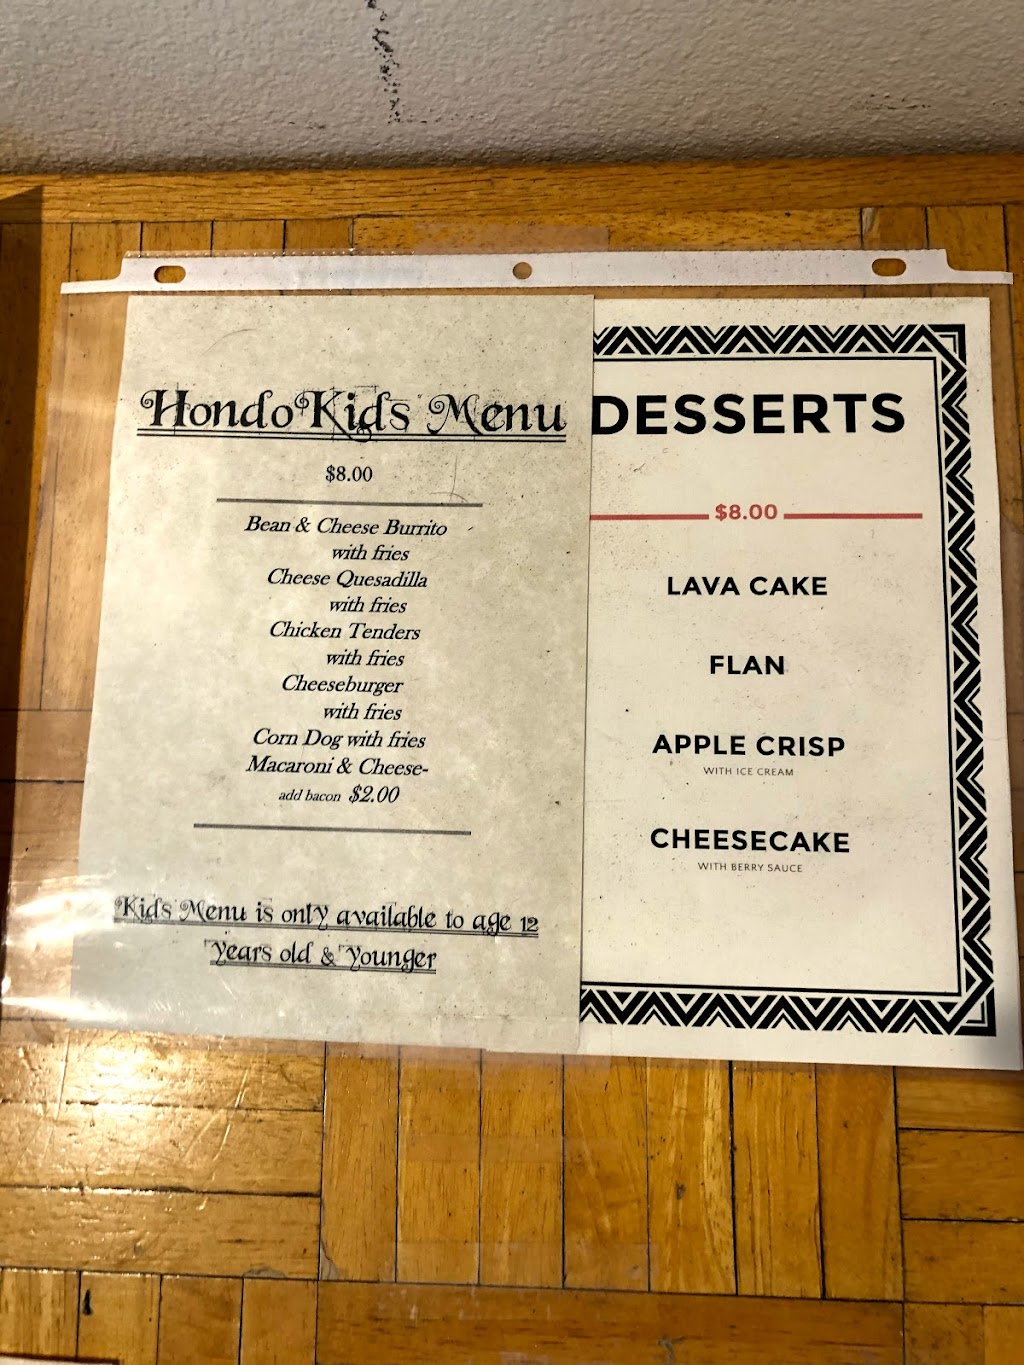 Hondo Kids Menu
$8.00
Bean & Cheese Burrito
with fries
Cheese Quesadilla
with fries
Chicken Tenders
with fries
Cheeseburger
with fries
Corn Dog with fries
Macaroni & Cheese-
add bacon $2.00
Kids Menu is only available to age 12
Years old & Younger
DESSERTS
$8.00
LAVA CAKE
FLAN
APPLE CRISP
WITH ICE CREAM
CHEESECAKE
WITH BERRY SAUCE